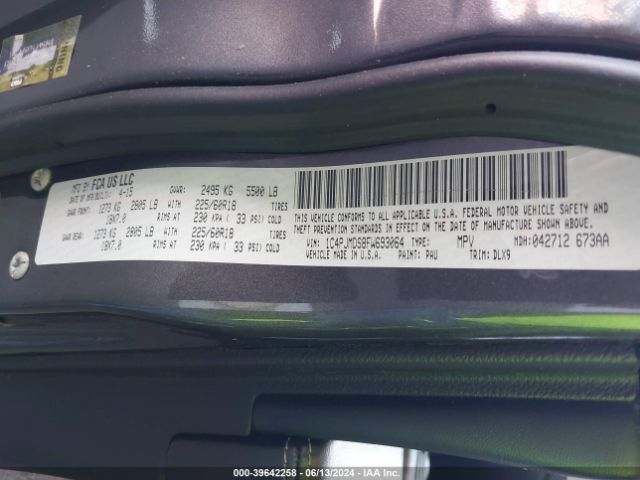 WARNING
MFD BY FCA US LLC
DATE OF MFR 4-15 GVWR: 2495 KG 5500 LB
GAWR FRONT: 1273 KG 2805 LB WITH 225/60R18 TIRES
18X7.0 RIMS AT 230 KPA ( 33 PSI) COLD
GAWR REAR: 1273 KG 2805 LB WITH 225/60R18 TIRES
18X7.0 RIMS AT 230 KPA ( 33 PSI) COLD
THIS VEHICLE CONFORMS TO ALL APPLICABLE U.S.A. FEDERAL MOTOR VEHICLE SAFETY AND
THEFT PREVENTION STANDARDS IN EFFECT ON THE DATE OF MANUFACTURE SHOWN ABOVE.
VIN: 1C4PJMDS8FW693064 TYPE: MPV MDH: 042712 673AA
VEHICLE MADE IN U.S.A. PAINT: PAU TRIM: DLX9
000-39642258 - 06/13/2024 - IAA Inc.